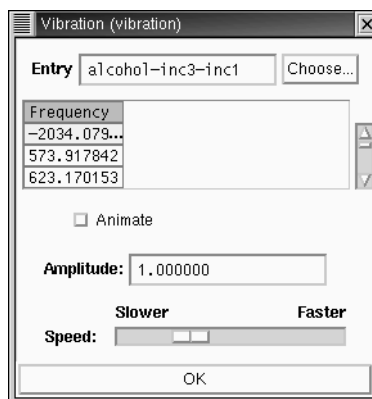 Vibration (vibration)
Entry alcohol-inc3-inc1 Choose...
Frequency
-2034.079...
573.917842
623.170153
Animate
Amplitude: 1.000000
Slower Faster
Speed:
OK